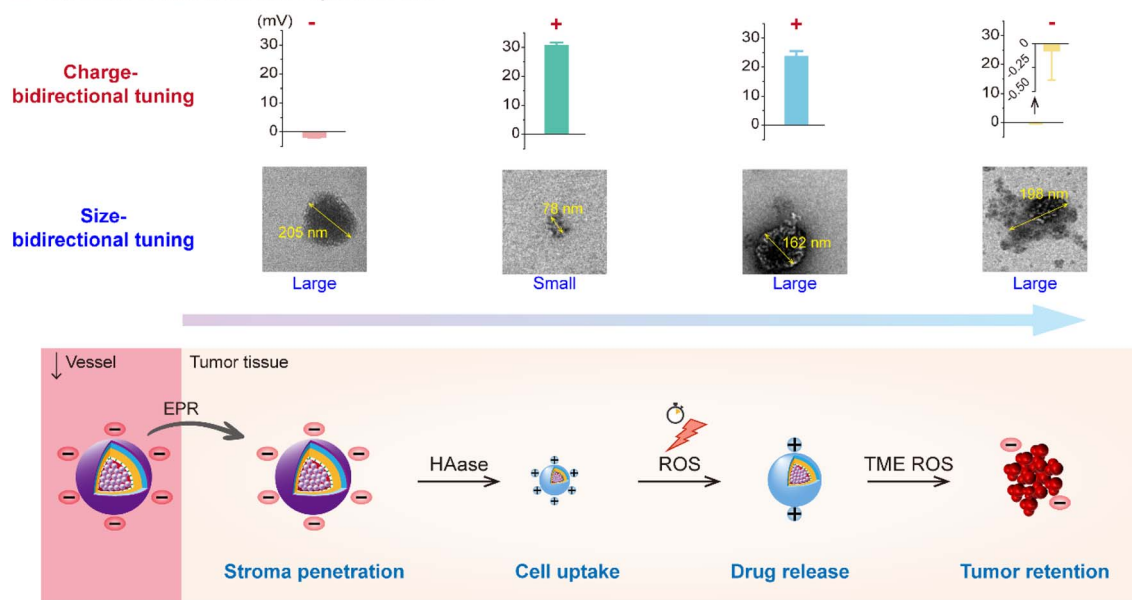 (mV)
-
30
20
10
0
+
30
20
10
0
+
30
20
10
0
-
30
20
10
0
0
-0.25
-0.50
Charge-
bidirectional tuning
Size-
bidirectional tuning
205 nm
78 nm
162 nm
198 nm
Large
Small
Large
Large
Vessel
Tumor tissue
EPR
HAase
ROS
TME ROS
Stroma penetration
Cell uptake
Drug release
Tumor retention